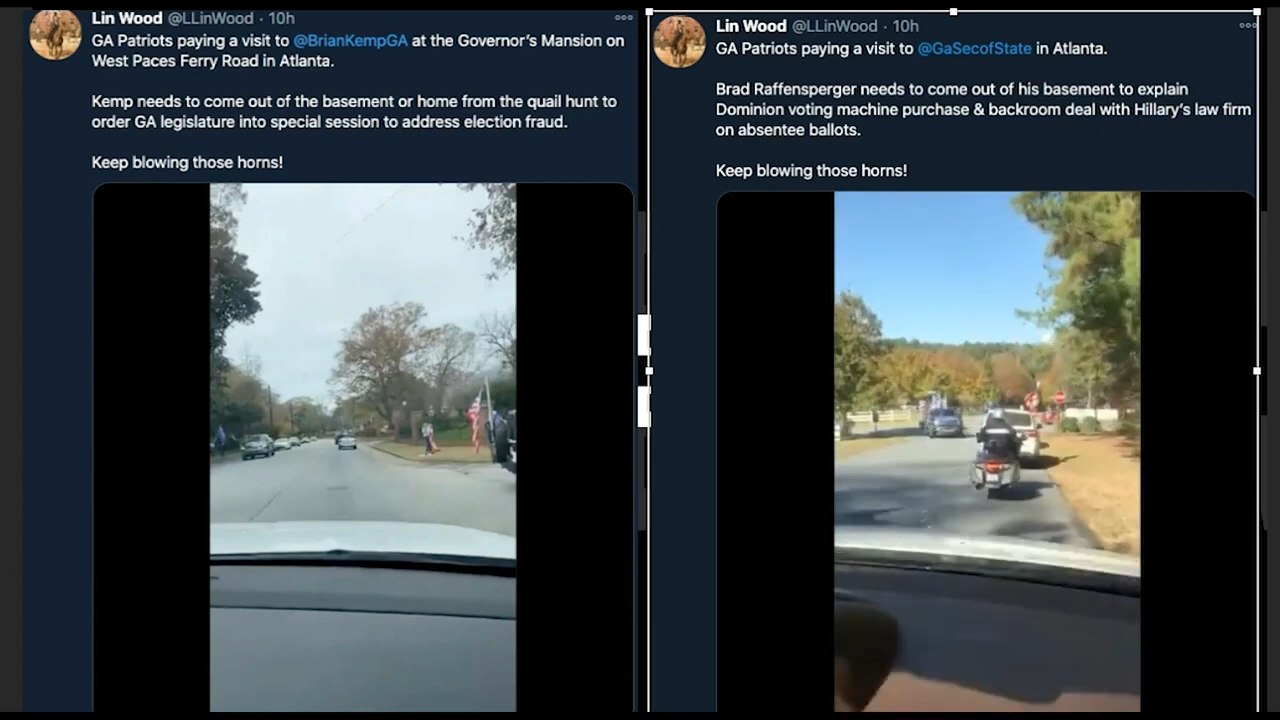 Lin Wood @LLinWood · 10h
GA Patriots paying a visit to @BrianKempGA at the Governor's Mansion on
West Paces Ferry Road in Atlanta.
Kemp needs to come out of the basement or home from the quail hunt to
order GA legislature into special session to address election fraud.
Keep blowing those horns!
Lin Wood @LLinWood · 10h
GA Patriots paying a visit to @GaSecofState in Atlanta.
Brad Raffensperger needs to come out of his basement to explain
Dominion voting machine purchase & backroom deal with Hillary's law firm
on absentee ballots.
Keep blowing those horns!